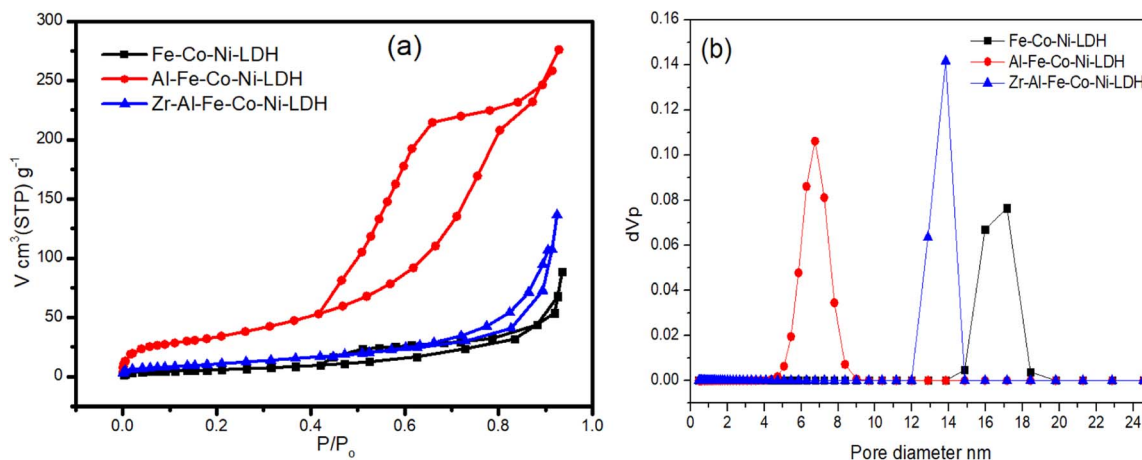 (a)
Fe-Co-Ni-LDH
Al-Fe-Co-Ni-LDH
Zr-Al-Fe-Co-Ni-LDH
V cm³(STP) g⁻¹
300
250
200
150
100
50
0
0.0 0.2 0.4 0.6 0.8 1.0
P/Pₒ
(b)
Fe-Co-Ni-LDH
Al-Fe-Co-Ni-LDH
Zr-Al-Fe-Co-Ni-LDH
dVp
0.16
0.14
0.12
0.10
0.08
0.06
0.04
0.02
0.00
0 2 4 6 8 10 12 14 16 18 20 22 24
Pore diameter nm